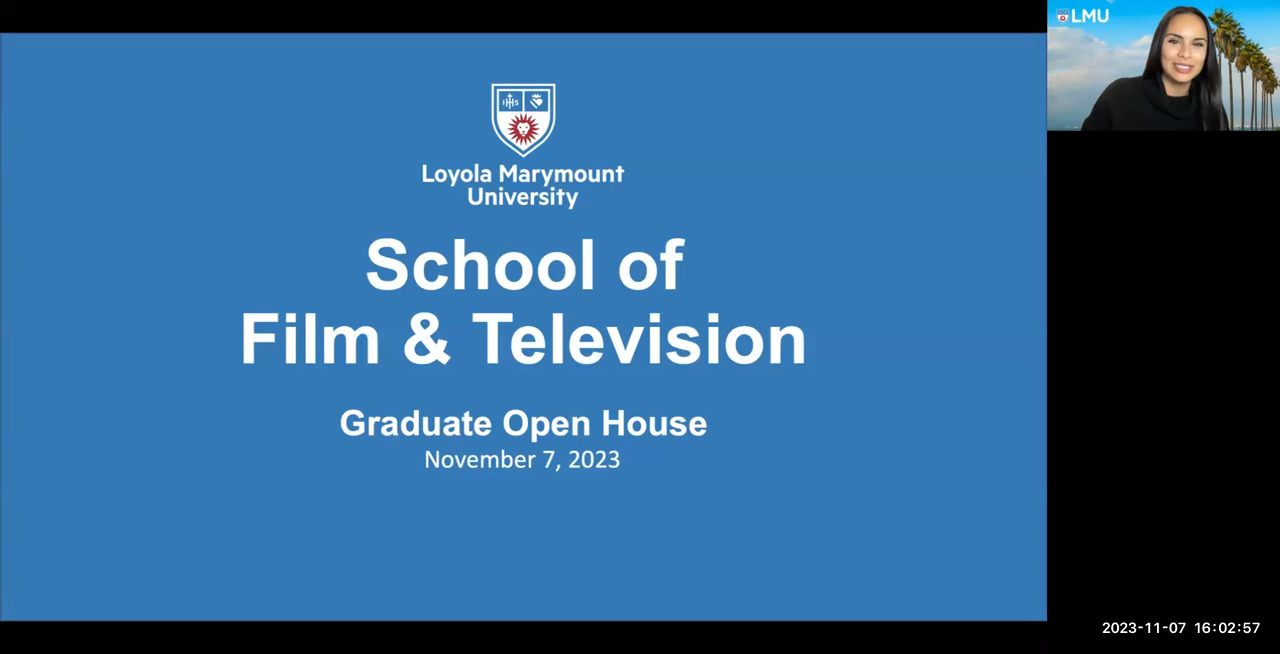 LMU
IHS
Loyola Marymount
University
School of
Film & Television
Graduate Open House
November 7, 2023
2023-11-07 16:02:57